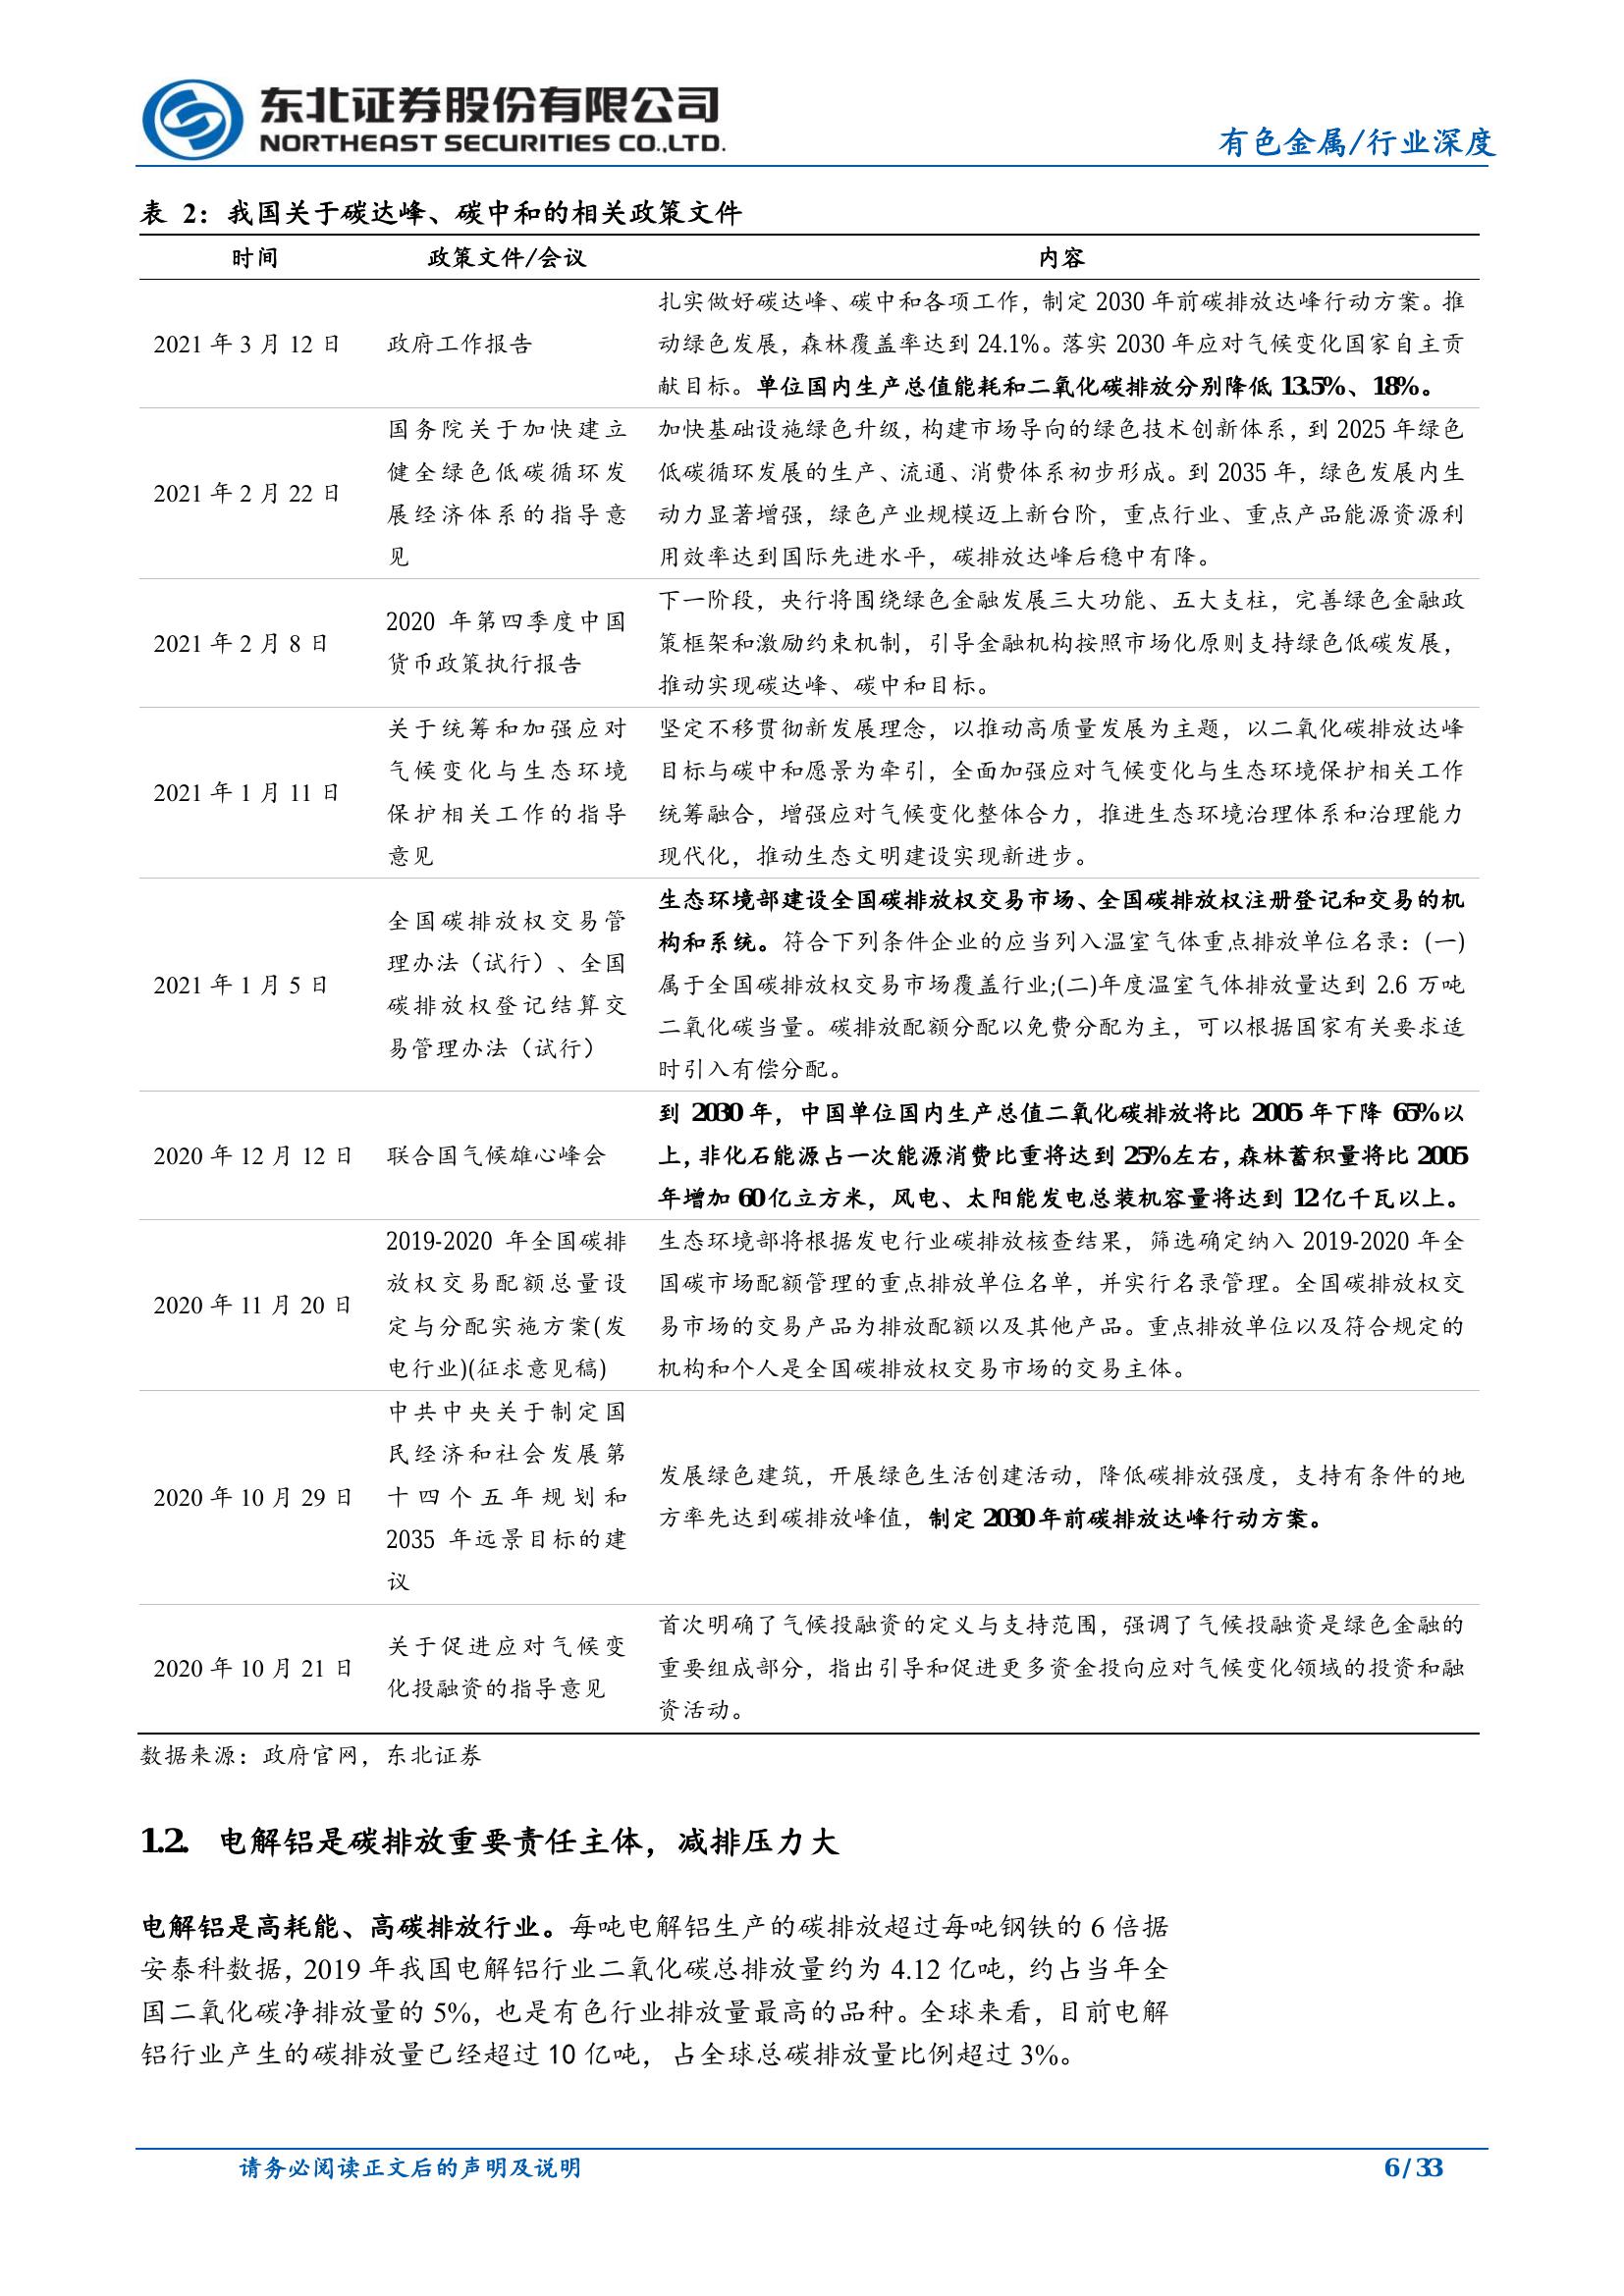 东北证券股份有限公司
NORTHEAST SECURITIES CO.,LTD.
有色金属/行业深度
表 2：我国关于碳达峰、碳中和的相关政策文件
时间 政策文件/会议 内容
2021 年 3 月 12 日
政府工作报告
扎实做好碳达峰、碳中和各项工作，制定 2030 年前碳排放达峰行动方案。推
动绿色发展，森林覆盖率达到 24.1%。落实 2030 年应对气候变化国家自主贡
献目标。单位国内生产总值能耗和二氧化碳排放分别降低 13.5%、18%。
2021 年 2 月 22 日
国务院关于加快建立
健全绿色低碳循环发
展经济体系的指导意
见
加快基础设施绿色升级，构建市场导向的绿色技术创新体系，到 2025 年绿色
低碳循环发展的生产、流通、消费体系初步形成。到 2035 年，绿色发展内生
动力显著增强，绿色产业规模迈上新台阶，重点行业、重点产品能源资源利
用效率达到国际先进水平，碳排放达峰后稳中有降。
2021 年 2 月 8 日
2020 年第四季度中国
货币政策执行报告
下一阶段，央行将围绕绿色金融发展三大功能、五大支柱，完善绿色金融政
策框架和激励约束机制，引导金融机构按照市场化原则支持绿色低碳发展，
推动实现碳达峰、碳中和目标。
2021 年 1 月 11 日
关于统筹和加强应对
气候变化与生态环境
保护相关工作的指导
意见
坚定不移贯彻新发展理念，以推动高质量发展为主题，以二氧化碳排放达峰
目标与碳中和愿景为牵引，全面加强应对气候变化与生态环境保护相关工作
统筹融合，增强应对气候变化整体合力，推进生态环境治理体系和治理能力
现代化，推动生态文明建设实现新进步。
2021 年 1 月 5 日
全国碳排放权交易管
理办法（试行）、全国
碳排放权登记结算交
易管理办法（试行）
生态环境部建设全国碳排放权交易市场、全国碳排放权注册登记和交易的机
构和系统。符合下列条件企业的应当列入温室气体重点排放单位名录：(一)
属于全国碳排放权交易市场覆盖行业;(二)年度温室气体排放量达到 2.6 万吨
二氧化碳当量。碳排放配额分配以免费分配为主，可以根据国家有关要求适
时引入有偿分配。
2020 年 12 月 12 日
联合国气候雄心峰会
到 2030 年，中国单位国内生产总值二氧化碳排放将比 2005 年下降 65%以
上，非化石能源占一次能源消费比重将达到 25%左右，森林蓄积量将比 2005
年增加 60 亿立方米，风电、太阳能发电总装机容量将达到 12 亿千瓦以上。
2020 年 11 月 20 日
2019-2020 年全国碳排
放权交易配额总量设
定与分配实施方案(发
电行业)(征求意见稿)
生态环境部将根据发电行业碳排放核查结果，筛选确定纳入 2019-2020 年全
国碳市场配额管理的重点排放单位名单，并实行名录管理。全国碳排放权交
易市场的交易产品为排放配额以及其他产品。重点排放单位以及符合规定的
机构和个人是全国碳排放权交易市场的交易主体。
2020 年 10 月 29 日
中共中央关于制定国
民经济和社会发展第
十四个五年规划和
2035 年远景目标的建
议
发展绿色建筑，开展绿色生活创建活动，降低碳排放强度，支持有条件的地
方率先达到碳排放峰值，制定 2030 年前碳排放达峰行动方案。
2020 年 10 月 21 日
关于促进应对气候变
化投融资的指导意见
首次明确了气候投融资的定义与支持范围，强调了气候投融资是绿色金融的
重要组成部分，指出引导和促进更多资金投向应对气候变化领域的投资和融
资活动。
数据来源：政府官网，东北证券
1.2. 电解铝是碳排放重要责任主体，减排压力大
电解铝是高耗能、高碳排放行业。每吨电解铝生产的碳排放超过每吨钢铁的 6 倍据
安泰科数据，2019 年我国电解铝行业二氧化碳总排放量约为 4.12 亿吨，约占当年全
国二氧化碳净排放量的 5%，也是有色行业排放量最高的品种。全球来看，目前电解
铝行业产生的碳排放量已经超过 10 亿吨，占全球总碳排放量比例超过 3%。
请务必阅读正文后的声明及说明
6 / 33